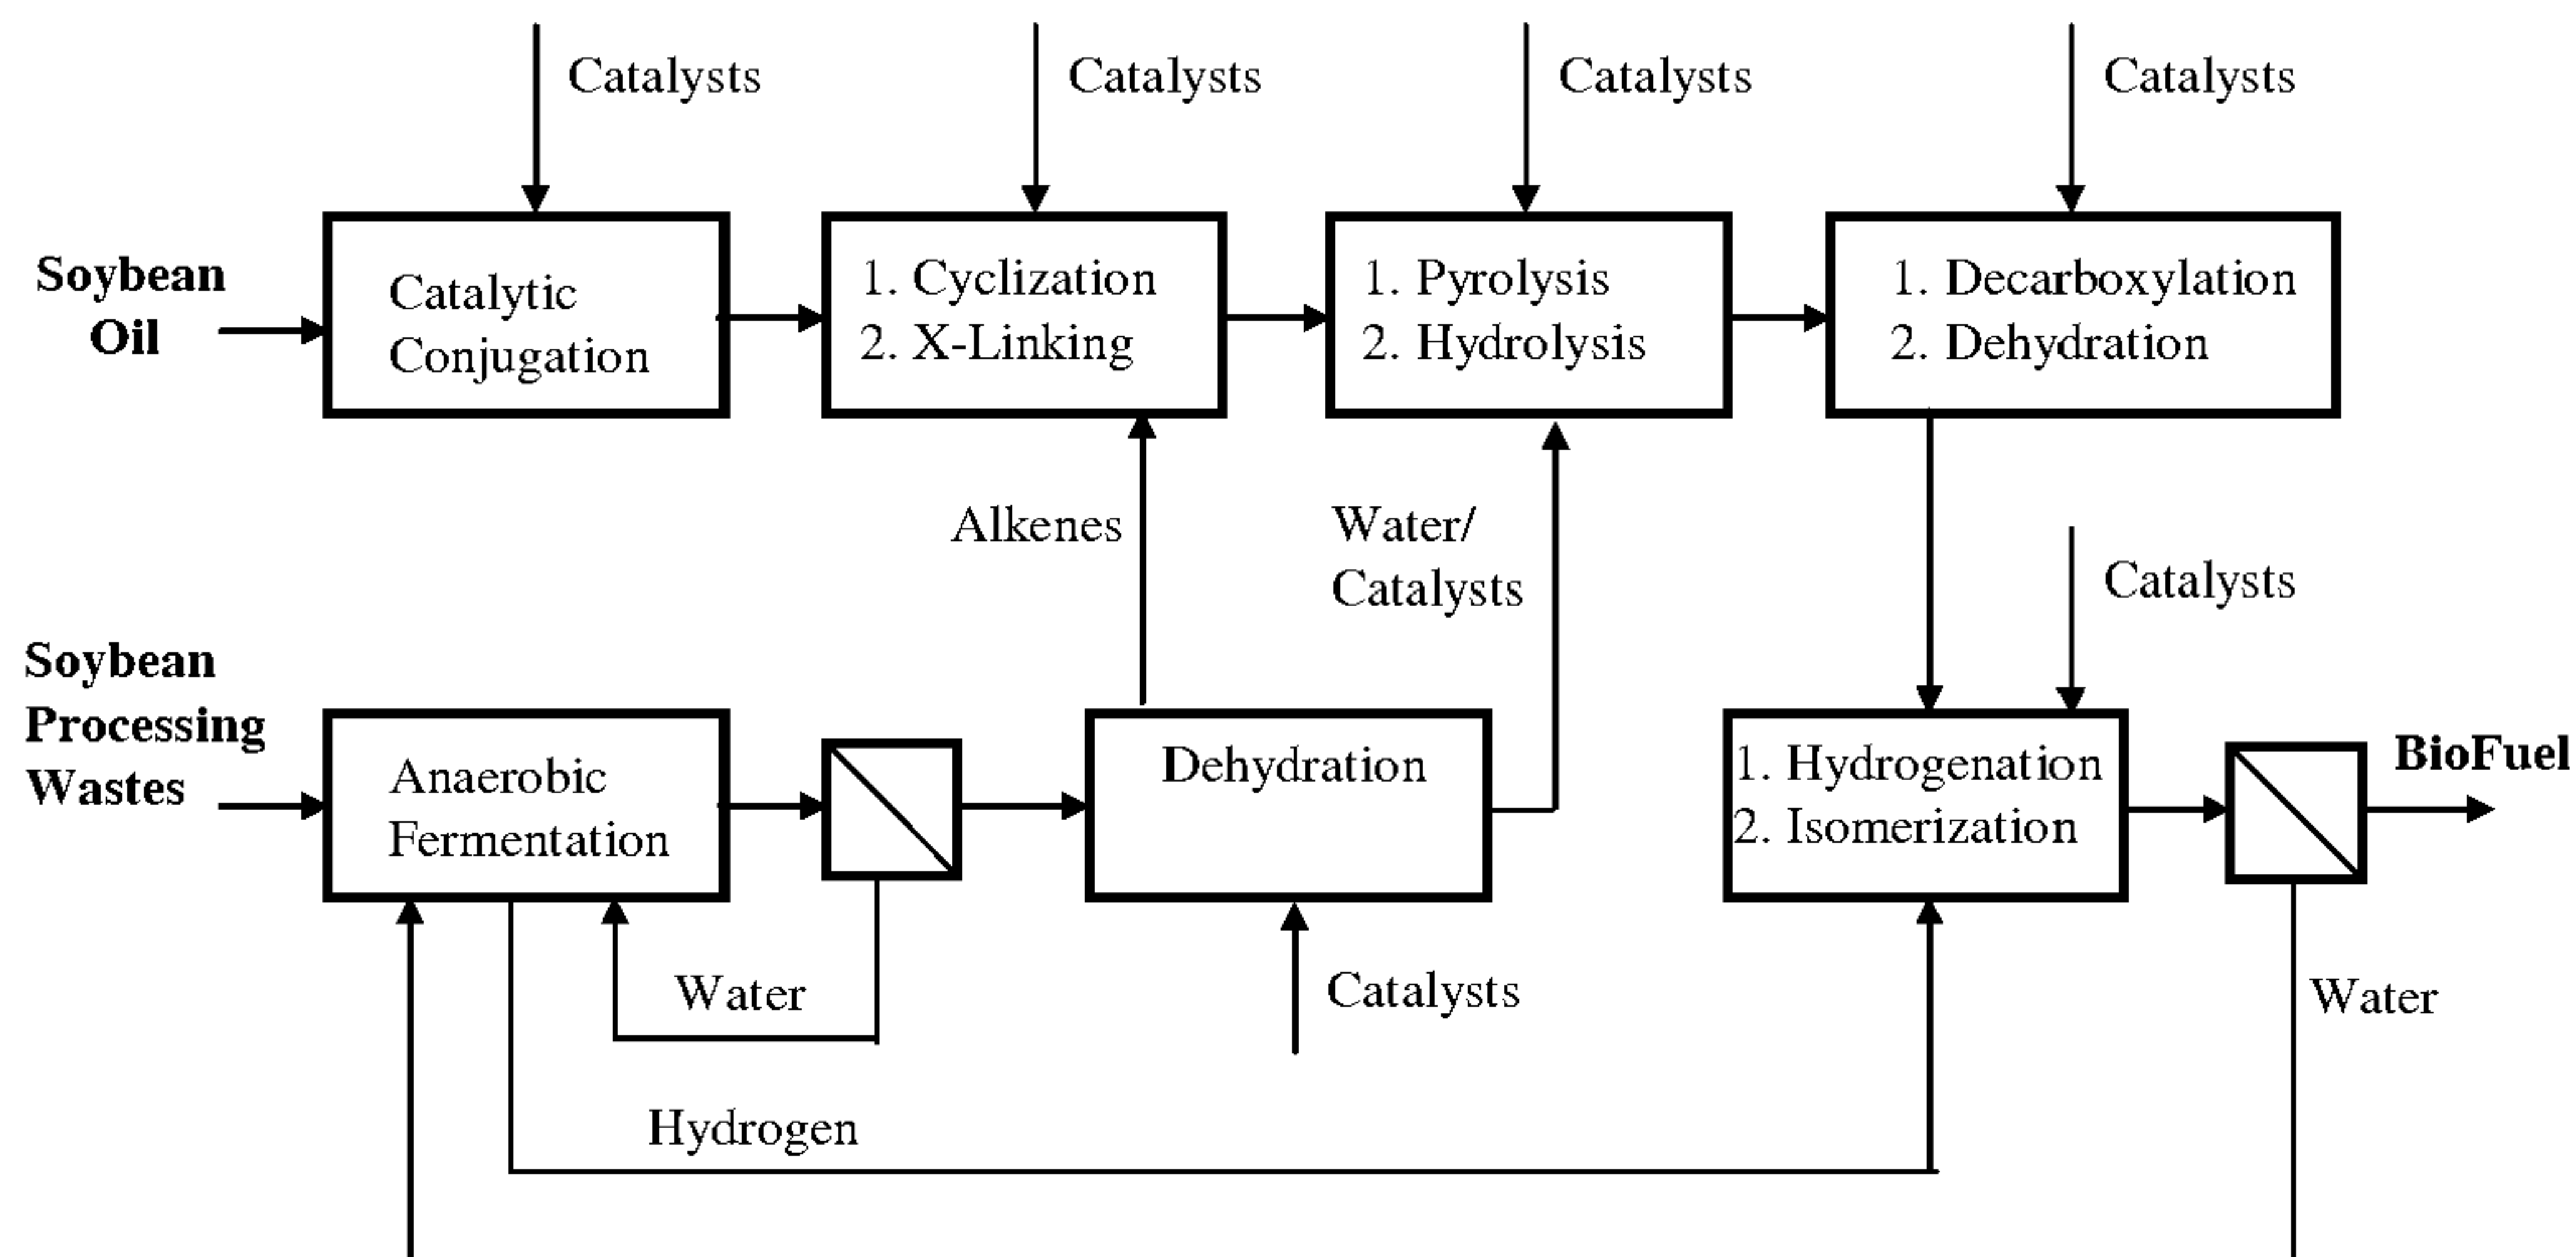 Catalysts
Catalysts
Catalysts
Catalysts
Soybean
Oil
Catalytic
Conjugation
1. Cyclization
2. X-Linking
1. Pyrolysis
2. Hydrolysis
1. Decarboxylation
2. Dehydration
Alkenes
Water/
Catalysts
Catalysts
Soybean
Processing
Wastes
Anaerobic
Fermentation
Dehydration
1. Hydrogenation
2. Isomerization
BioFuel
Water
Catalysts
Water
Hydrogen